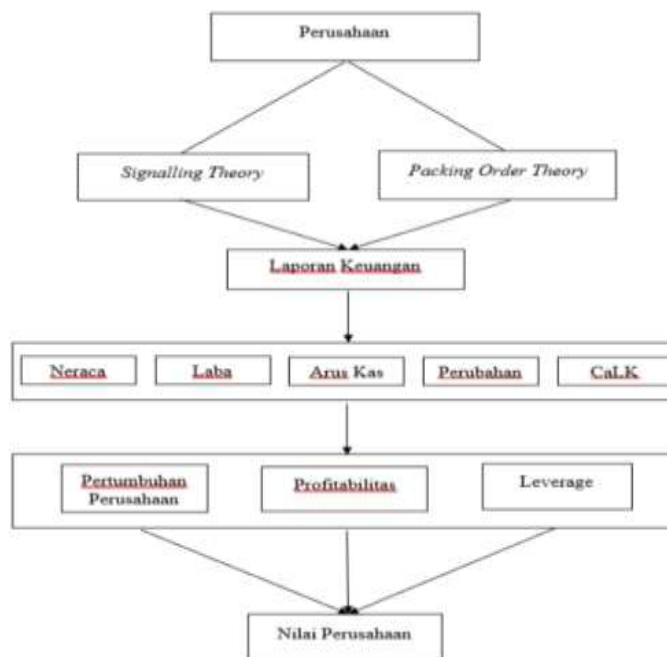 Perusahaan
Signalling Theory
Packing Order Theory
Laporan Keuangan
Neraca
Laba
Arus Kas
Perubahan
CaLK
Pertumbuhan
Perusahaan
Profitabilitas
Leverage
Nilai Perusahaan